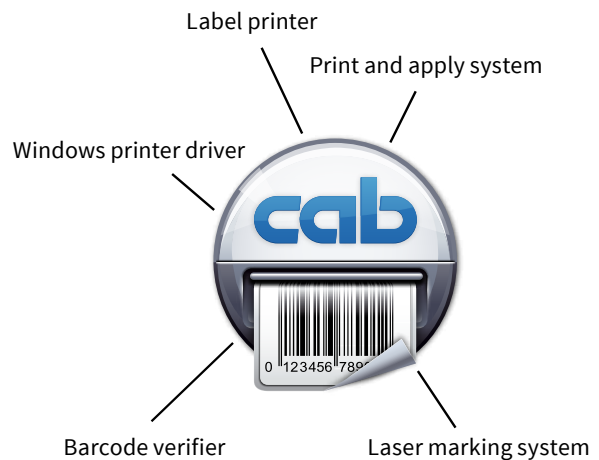 Label printer
Print and apply system
Windows printer driver
cab
0 123456 789
Barcode verifier
Laser marking system